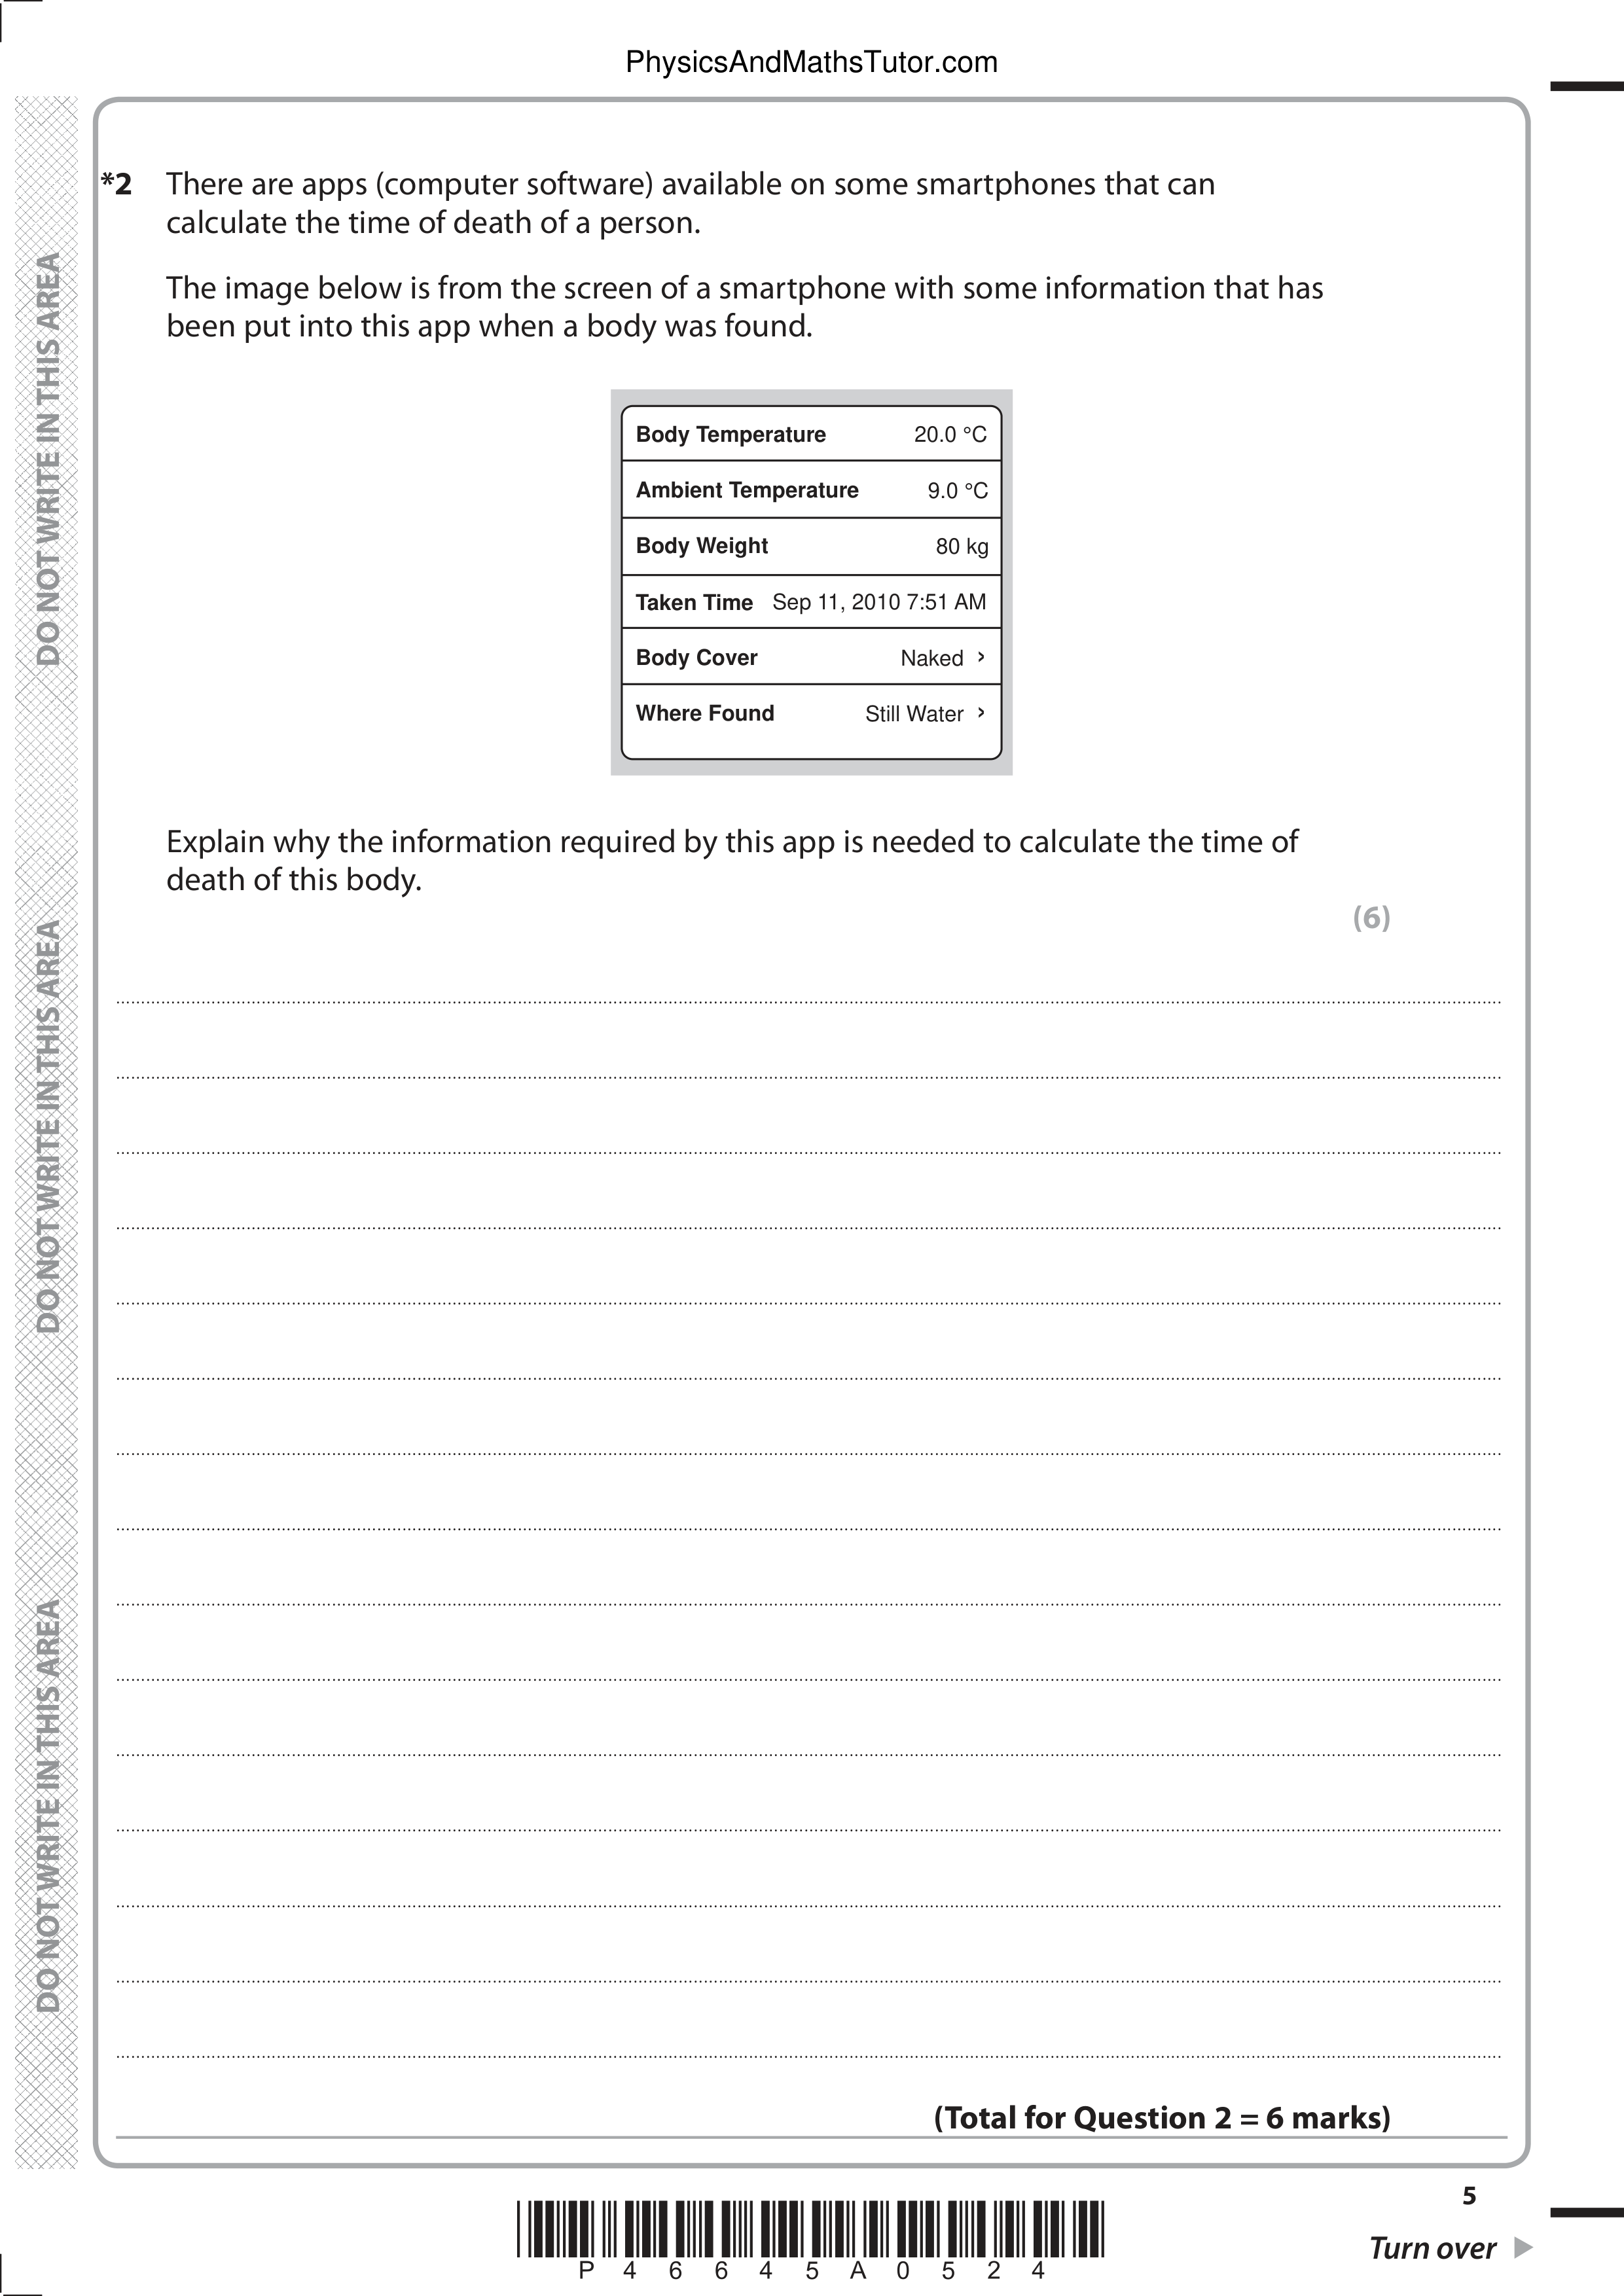 PhysicsAndMathsTutor.com
DO NOT WRITE IN THIS AREA
DO NOT WRITE IN THIS AREA
DO NOT WRITE IN THIS AREA
*2 There are apps (computer software) available on some smartphones that can
calculate the time of death of a person.
The image below is from the screen of a smartphone with some information that has
been put into this app when a body was found.
Body Temperature 20.0 °C
Ambient Temperature 9.0 °C
Body Weight 80 kg
Taken Time Sep 11, 2010 7:51 AM
Body Cover Naked ›
Where Found Still Water ›
Explain why the information required by this app is needed to calculate the time of
death of this body.
(6)
(Total for Question 2 = 6 marks)
5
P 4 6 6 4 5 A 0 5 2 4
Turn over